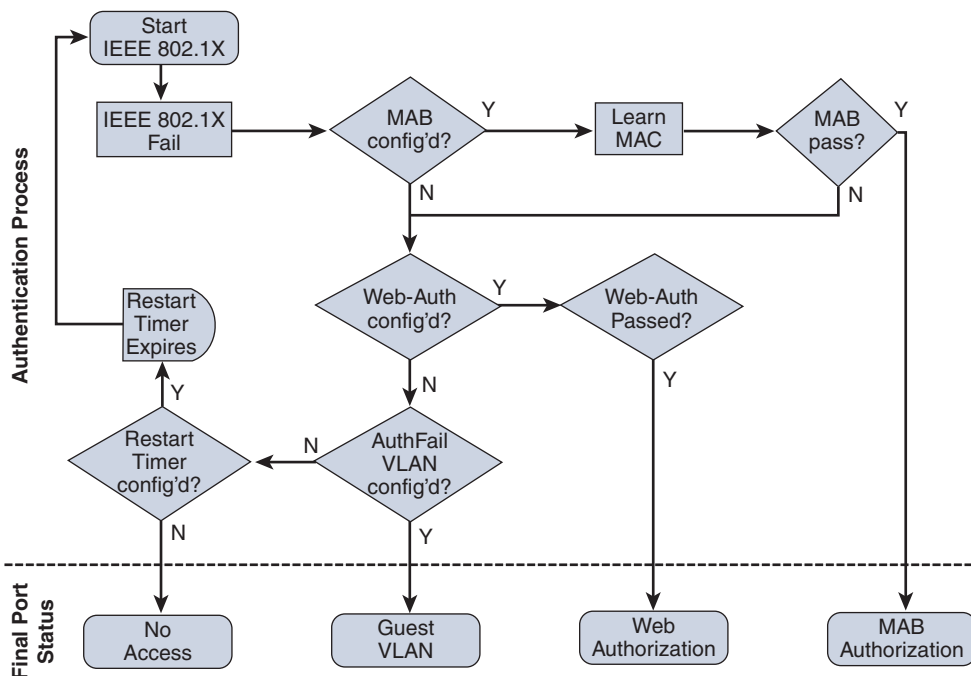 Start
IEEE 802.1X
IEEE 802.1X
Fail
MAB
config'd?
Y
Learn
MAC
MAB
pass?
Y
N
N
Authentication Process
Restart
Timer
Expires
Web-Auth
config'd?
Y
Web-Auth
Passed?
Y
N
Y
Restart
Timer
config'd?
N
AuthFail
VLAN
config'd?
N
Y
Y
Final Port
Status
No
Access
Guest
VLAN
Web
Authorization
MAB
Authorization